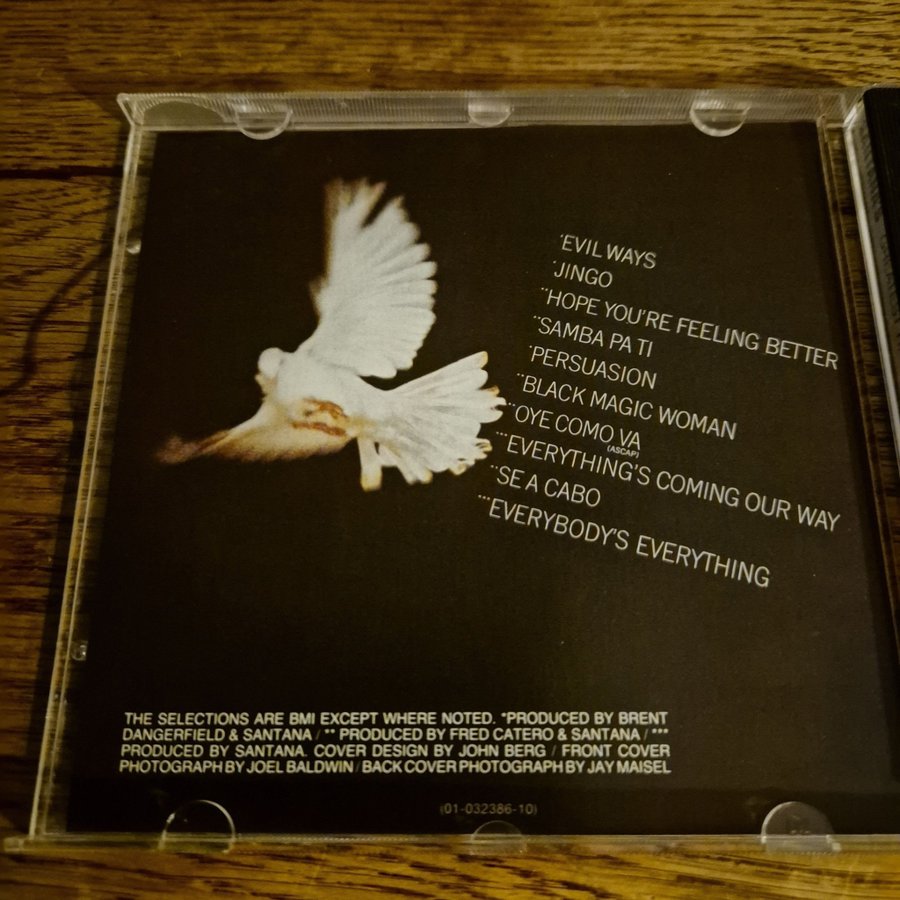 *EVIL WAYS
*JINGO
**HOPE YOU'RE FEELING BETTER
**SAMBA PA TI
*PERSUASION
**BLACK MAGIC WOMAN
**OYE COMO VA
(ASCAP)
***EVERYTHING'S COMING OUR WAY
**SE A CABO
***EVERYBODY'S EVERYTHING
THE SELECTIONS ARE BMI EXCEPT WHERE NOTED. *PRODUCED BY BRENT
DANGERFIELD & SANTANA / ** PRODUCED BY FRED CATERO & SANTANA / ***
PRODUCED BY SANTANA. COVER DESIGN BY JOHN BERG / FRONT COVER
PHOTOGRAPH BY JOEL BALDWIN / BACK COVER PHOTOGRAPH BY JAY MAISEL
(01-032386-10)